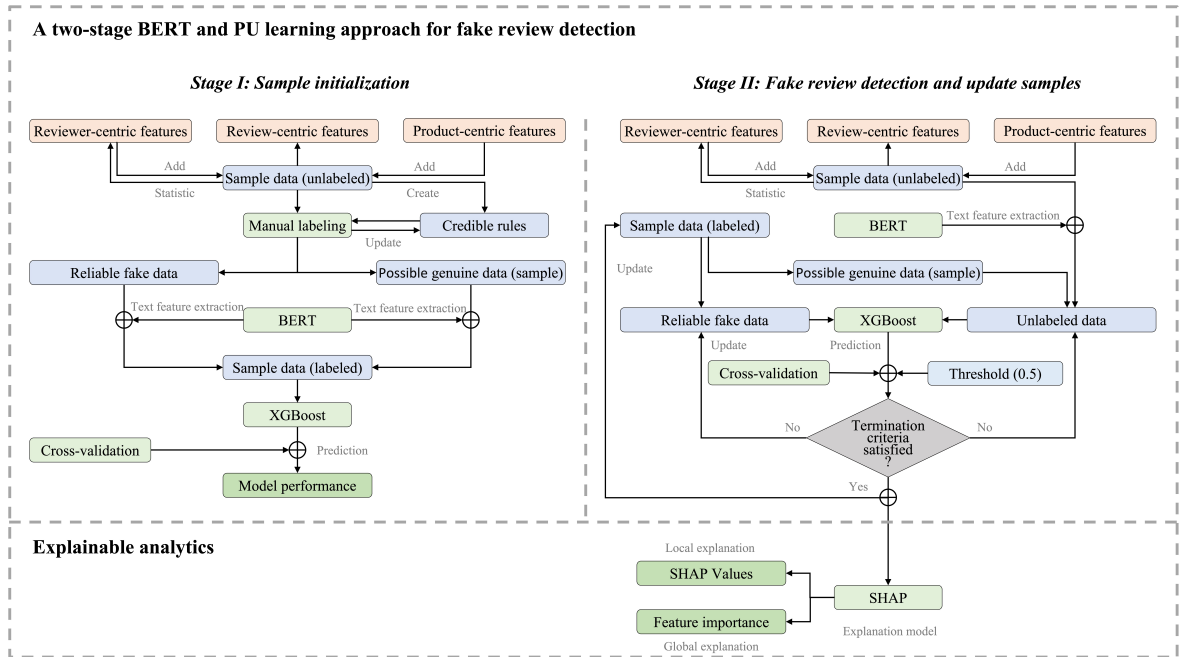 A two-stage BERT and PU learning approach for fake review detection
Stage I: Sample initialization
Reviewer-centric features
Review-centric features
Product-centric features
Add
Add
Sample data (unlabeled)
Statistic
Create
Manual labeling
Credible rules
Update
Reliable fake data
Possible genuine data (sample)
Text feature extraction
Text feature extraction
BERT
Sample data (labeled)
XGBoost
Cross-validation
Prediction
Model performance
Stage II: Fake review detection and update samples
Reviewer-centric features
Review-centric features
Product-centric features
Add
Add
Sample data (unlabeled)
Statistic
Sample data (labeled)
BERT
Text feature extraction
Update
Possible genuine data (sample)
Reliable fake data
XGBoost
Unlabeled data
Update
Prediction
Cross-validation
Threshold (0.5)
No
Termination
criteria
satisfied
?
No
Yes
Explainable analytics
Local explanation
SHAP Values
SHAP
Feature importance
Explanation model
Global explanation